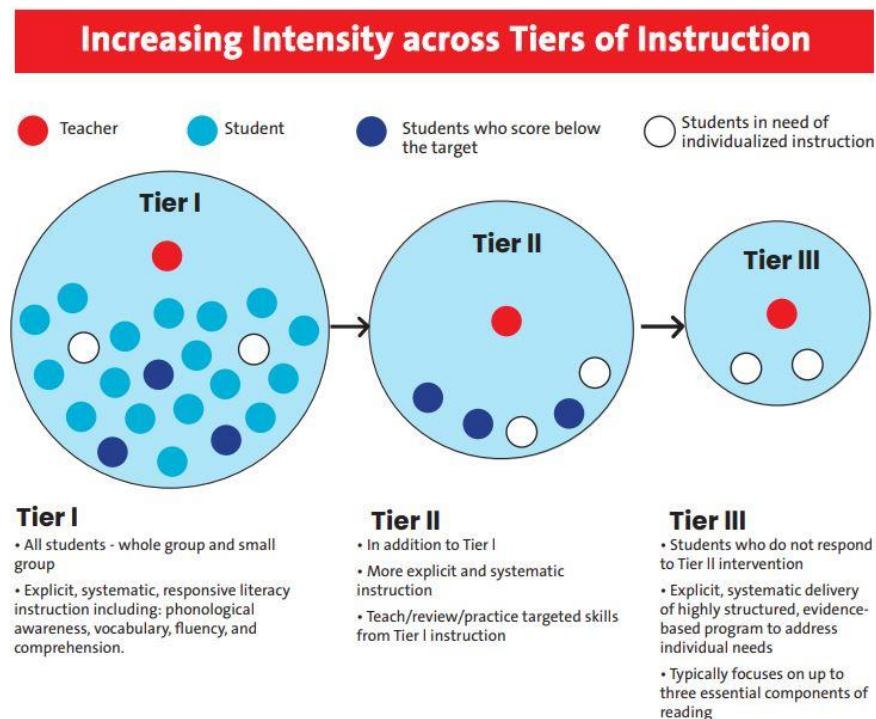 Increasing Intensity across Tiers of Instruction
Teacher
Student
Students who score below
the target
Students in need of
individualized instruction
Tier I
Tier II
Tier III
Tier I
• All students - whole group and small
group
• Explicit, systematic, responsive literacy
instruction including: phonological
awareness, vocabulary, fluency, and
comprehension.
Tier II
• In addition to Tier I
• More explicit and systematic
instruction
• Teach/review/practice targeted skills
from Tier I instruction
Tier III
• Students who do not respond
to Tier II intervention
• Explicit, systematic delivery
of highly structured, evidence-
based program to address
individual needs
• Typically focuses on up to
three essential components of
reading